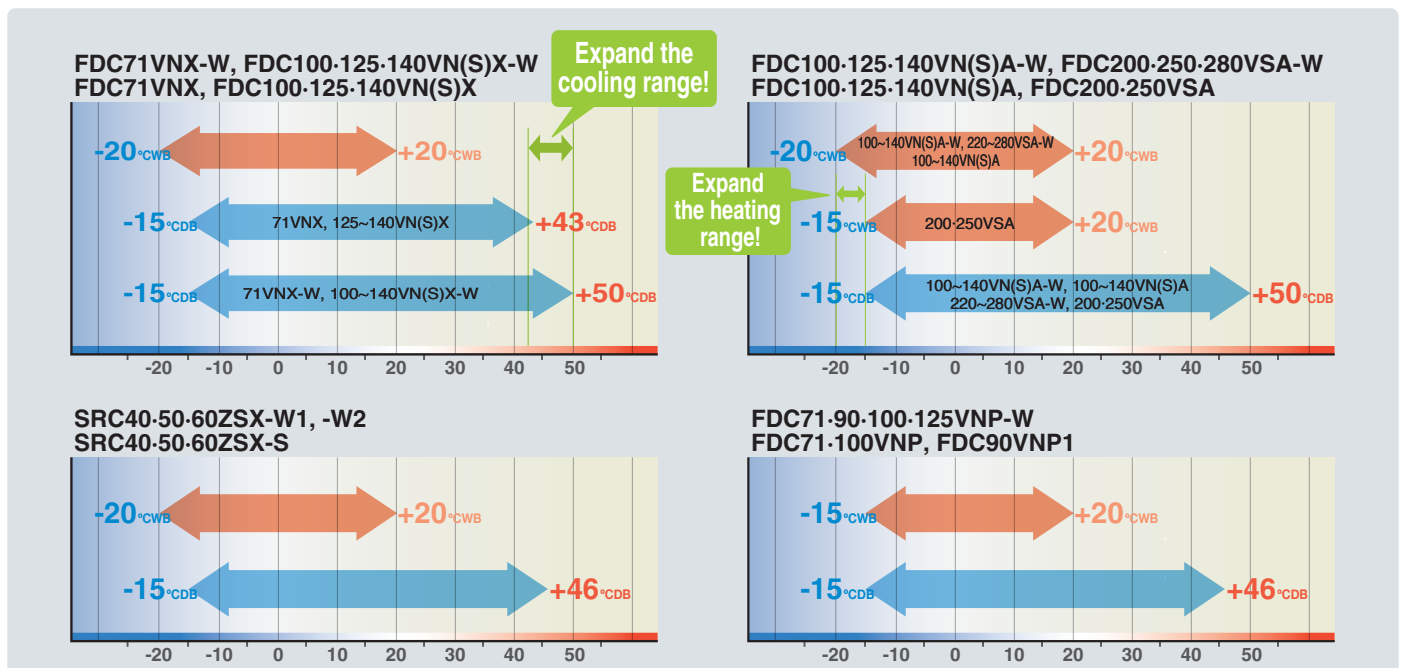 FDC71VNX-W, FDC100·125·140VN(S)X-W
FDC71VNX, FDC100·125·140VN(S)X
Expand the
cooling range!
-20°CWB
+20°CWB
-15°CDB
71VNX, 125~140VN(S)X
+43°CDB
-15°CDB
71VNX-W, 100~140VN(S)X-W
+50°CDB
-20 -10 0 10 20 30 40 50
FDC100·125·140VN(S)A-W, FDC200·250·280VSA-W
FDC100·125·140VN(S)A, FDC200·250VSA
-20°CWB
100~140VN(S)A-W, 220~280VSA-W
100~140VN(S)A
+20°CWB
Expand
the heating
range!
-15°CWB
200·250VSA
+20°CWB
-15°CDB
100~140VN(S)A-W, 100~140VN(S)A
220~280VSA-W, 200·250VSA
+50°CDB
-20 -10 0 10 20 30 40 50
SRC40·50·60ZSX-W1, -W2
SRC40·50·60ZSX-S
-20°CWB
+20°CWB
-15°CDB
+46°CDB
-20 -10 0 10 20 30 40 50
FDC71·90·100·125VNP-W
FDC71·100VNP, FDC90VNP1
-15°CWB
+20°CWB
-15°CDB
+46°CDB
-20 -10 0 10 20 30 40 50